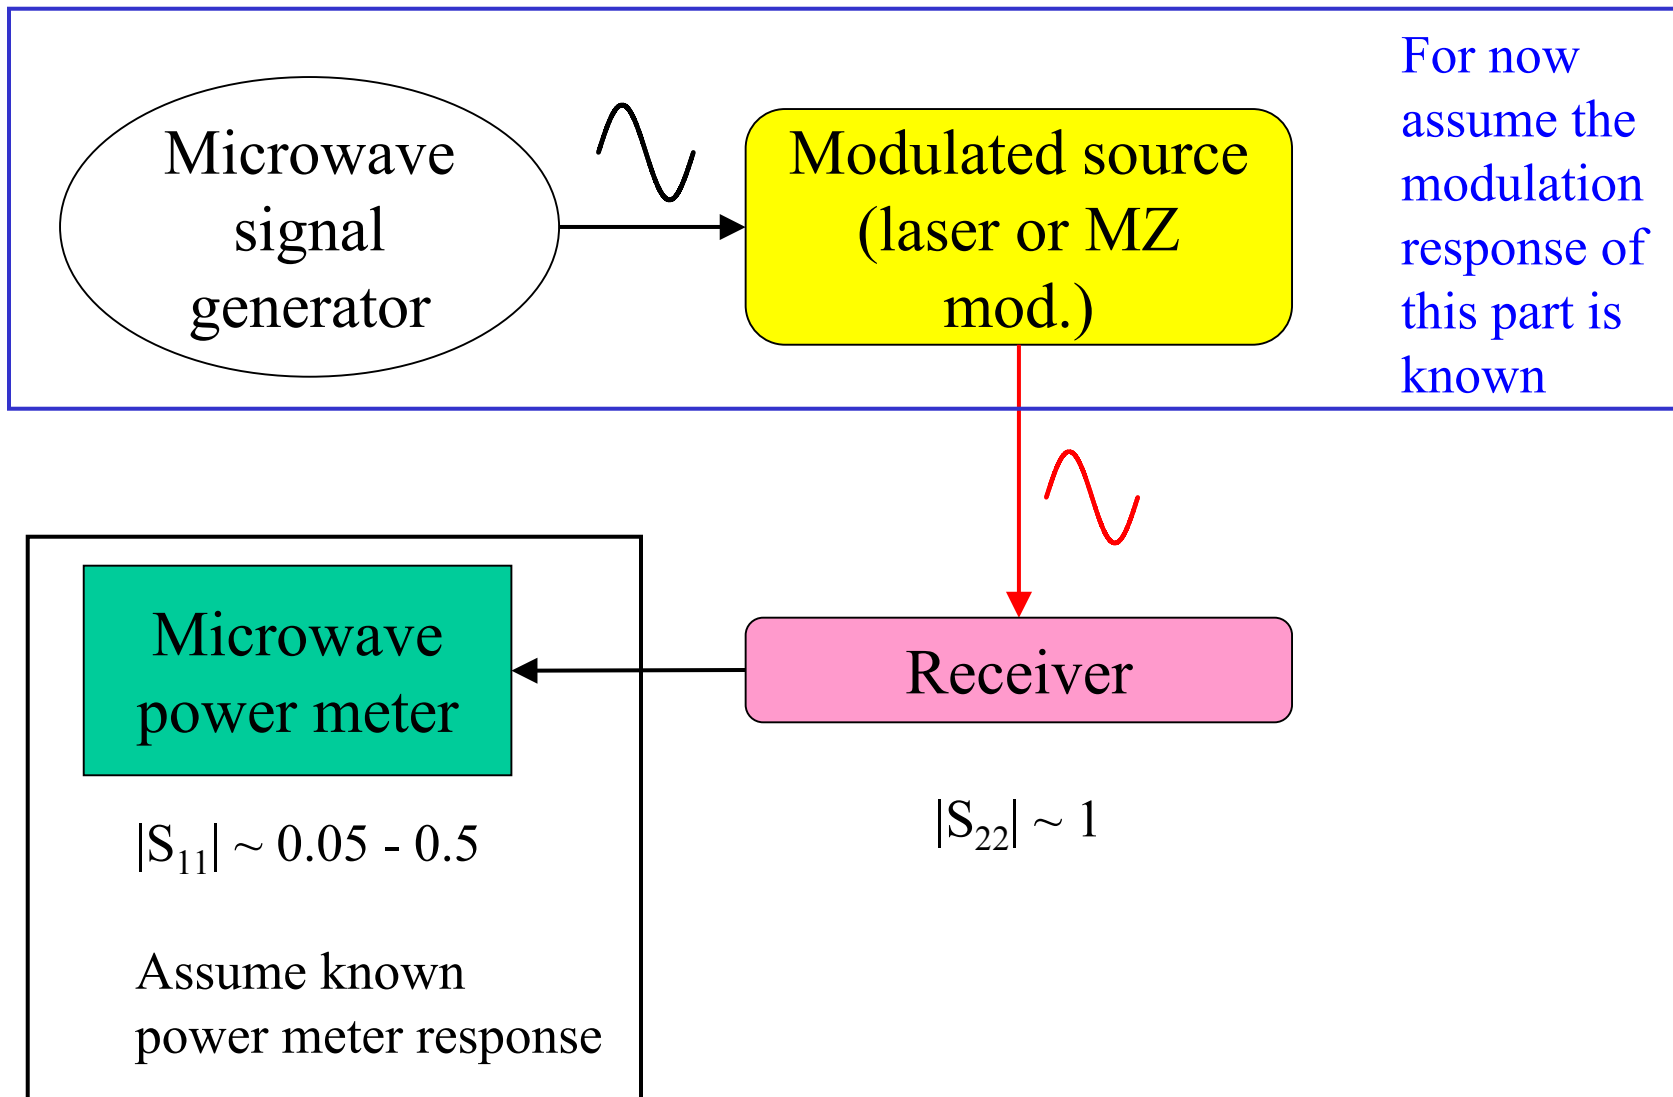 Microwave
signal
generator
Modulated source
(laser or MZ
mod.)
For now
assume the
modulation
response of
this part is
known
Microwave
power meter
Receiver
|S₁₁| ~ 0.05 - 0.5
|S₂₂| ~ 1
Assume known
power meter response